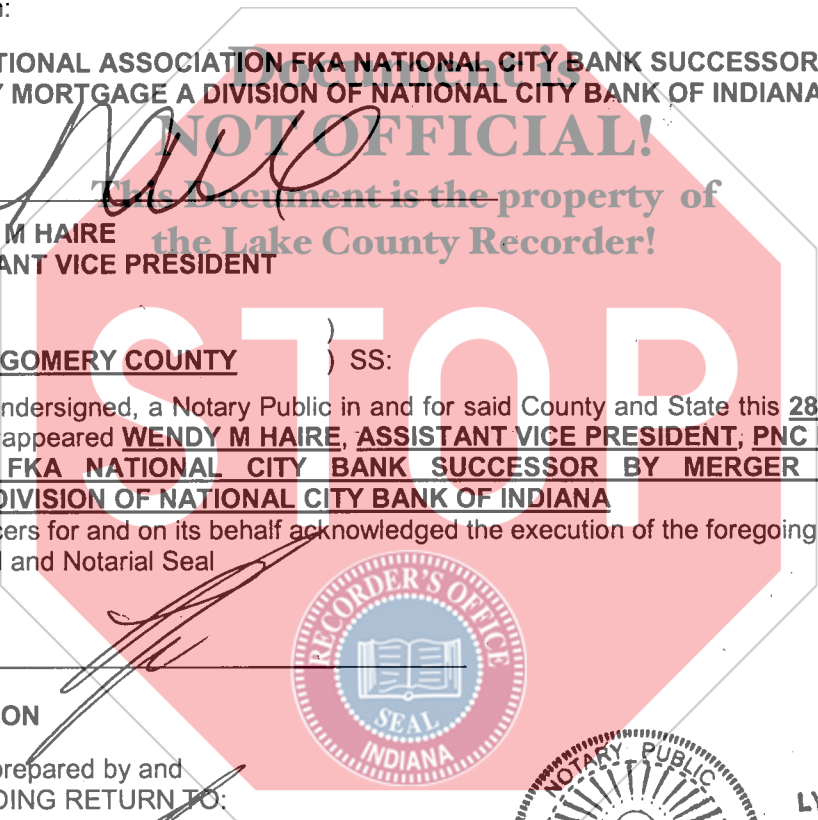 n:
TIONAL ASSOCIATION FKA NATIONAL CITY BANK SUCCESSOR
Y MORTGAGE A DIVISION OF NATIONAL CITY BANK OF INDIANA
Document is
NOT OFFICIAL!
This Document is the property of
the Lake County Recorder!
M HAIRE
ANT VICE PRESIDENT
STOP
)
GOMERY COUNTY ) SS:
ndersigned, a Notary Public in and for said County and State this 28
appeared WENDY M HAIRE, ASSISTANT VICE PRESIDENT, PNC
FKA NATIONAL CITY BANK SUCCESSOR BY MERGER
DIVISION OF NATIONAL CITY BANK OF INDIANA
cers for and on its behalf acknowledged the execution of the foregoing
l and Notarial Seal
RECORDER'S OFFICE
SEAL
INDIANA
ON
prepared by and
DING RETURN TO:
NOTARY PUBLIC
LY